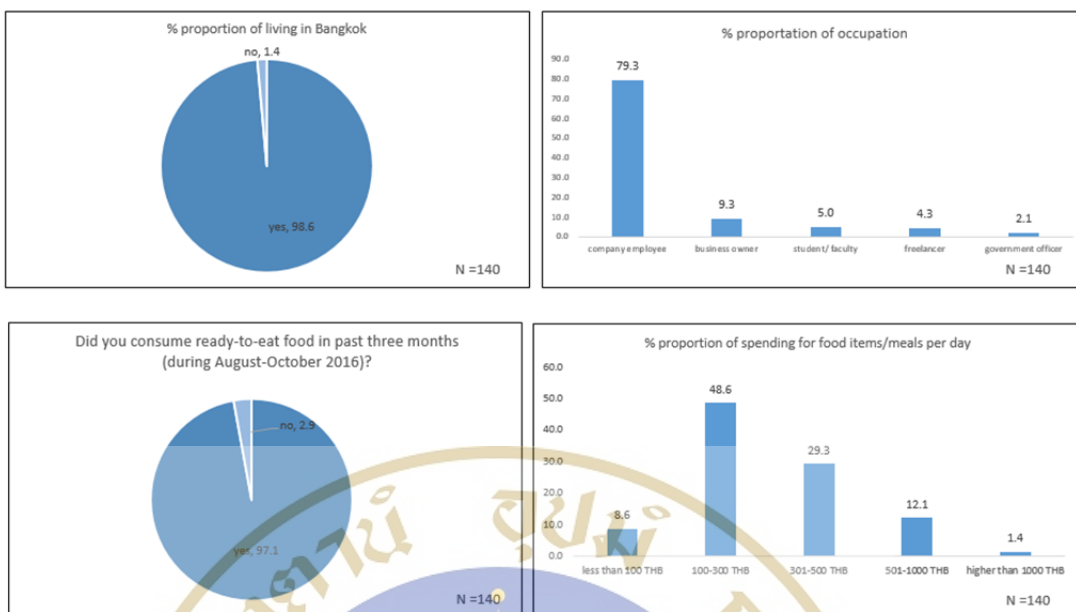 % proportion of living in Bangkok
no, 1.4
yes, 98.6
N =140
% proportation of occupation
90.0
80.0
70.0
60.0
50.0
40.0
30.0
20.0
10.0
0.0
79.3
9.3
5.0
4.3
2.1
company employee
business owner
student/ faculty
freelancer
government officer
N =140
Did you consume ready-to-eat food in past three months
(during August-October 2016)?
no, 2.9
yes, 97.1
N =140
% proportion of spending for food items/meals per day
60.0
50.0
40.0
30.0
20.0
10.0
0.0
8.6
48.6
29.3
12.1
1.4
less than 100 THB
100-300 THB
301-500 THB
501-1000 THB
higher than 1000 THB
N =140